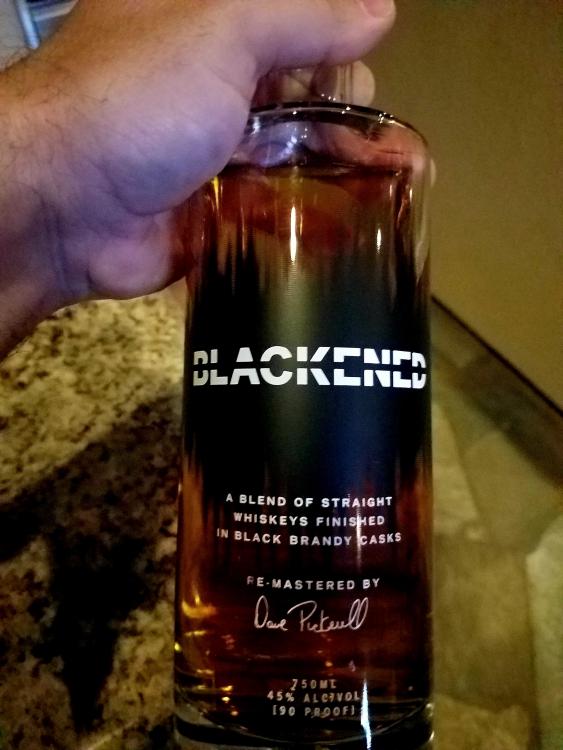 BLACKENED
A BLEND OF STRAIGHT
WHISKEYS FINISHED
IN BLACK BRANDY CASKS
RE-MASTERED BY
Dave Pickerell
750ML
45% ALC/VOL
[90 PROOF]